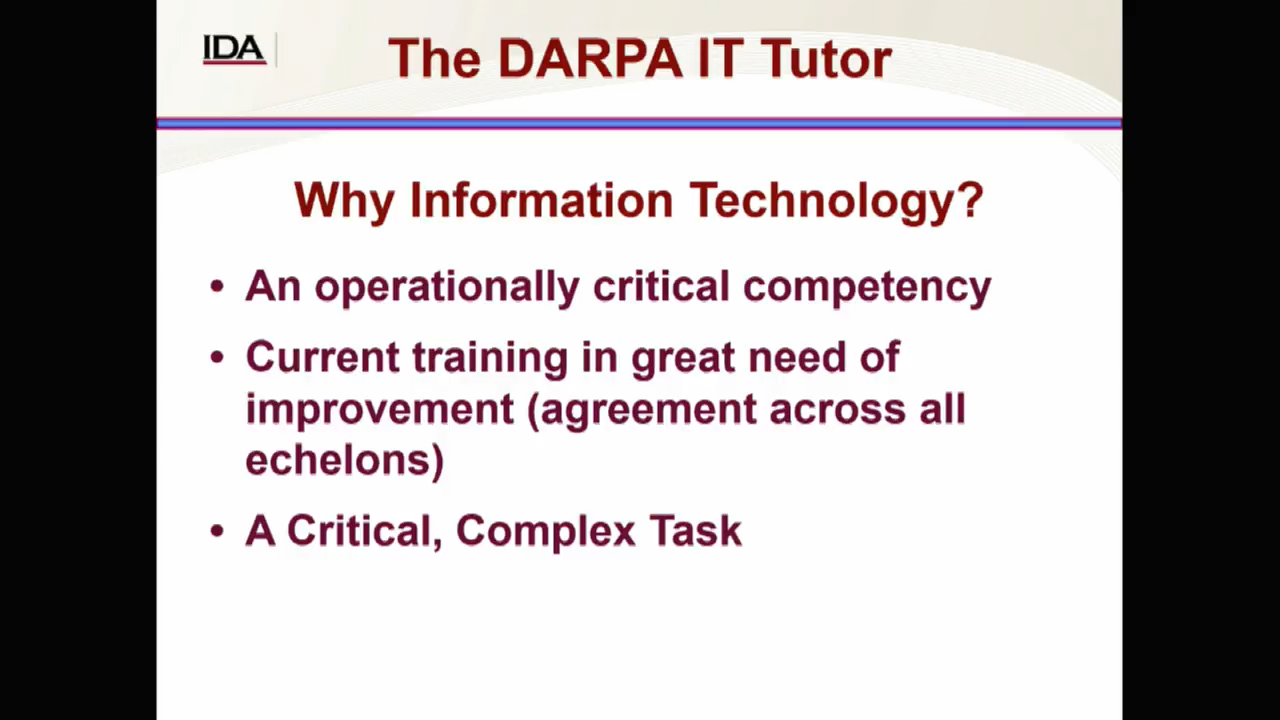 IDA
The DARPA IT Tutor
Why Information Technology?
• An operationally critical competency
• Current training in great need of
improvement (agreement across all
echelons)
• A Critical, Complex Task